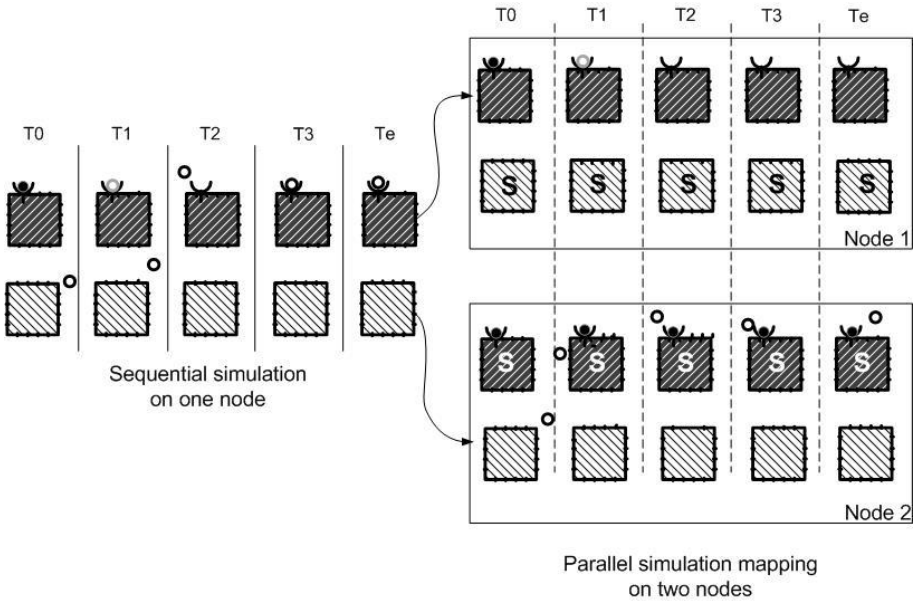 T0 T1 T2 T3 Te
S S S S S
Node 1
T0 T1 T2 T3 Te
Sequential simulation
on one node
S S S S S
Node 2
Parallel simulation mapping
on two nodes